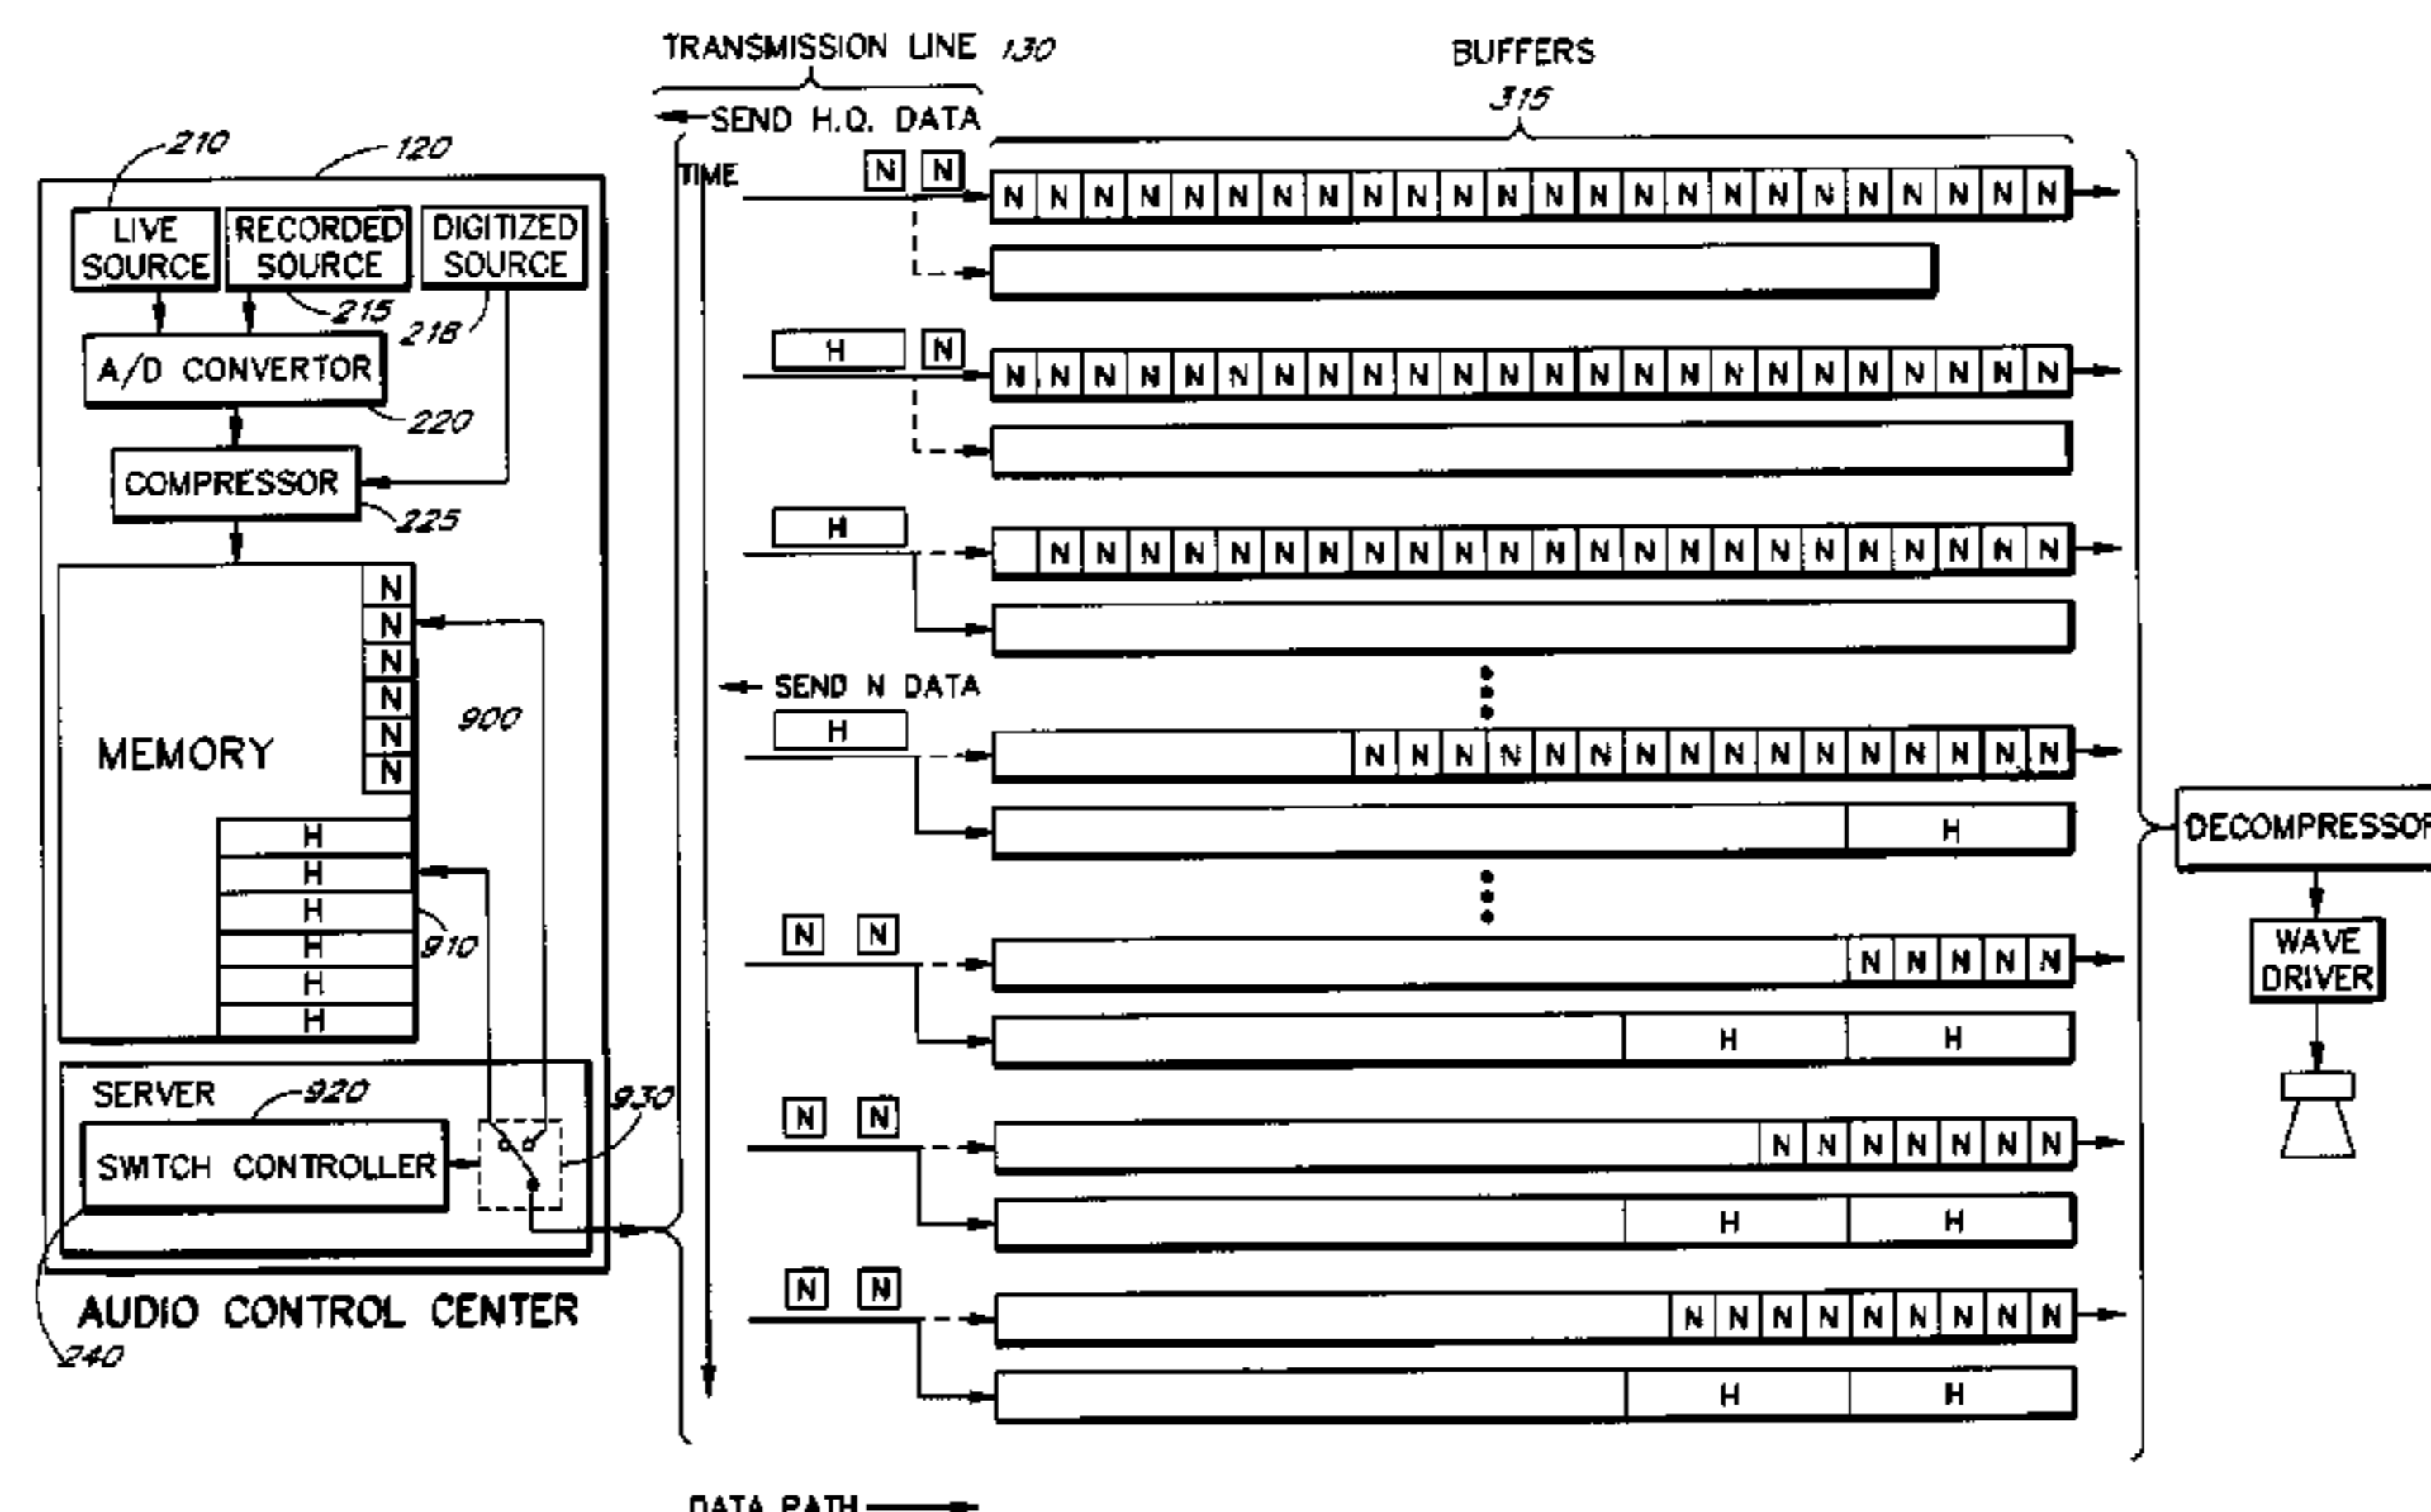 TRANSMISSION LINE 130
BUFFERS
315
SEND H.Q. DATA
TIME
N N
N N N N N N N N N N N N N N N N N N N N N N N N
H N
N N N N N N N N N N N N N N N N N N N N N N N N
H
N N N N N N N N N N N N N N N N N N N N N N N
SEND N DATA
H
N N N N N N N N N N N N N N N N
H
N N
N N N N N
H H
N N
N N N N N N N
H H
N N
N N N N N N N N N
H H
210
120
LIVE
SOURCE
RECORDED
SOURCE
DIGITIZED
SOURCE
215
218
A/D CONVERTOR
220
COMPRESSOR
225
N
N
N
N
N
N
900
MEMORY
H
H
H
H
H
H
910
SERVER
920
930
SWITCH CONTROLLER
AUDIO CONTROL CENTER
240
DECOMPRESSOR
WAVE
DRIVER
DATA PATH